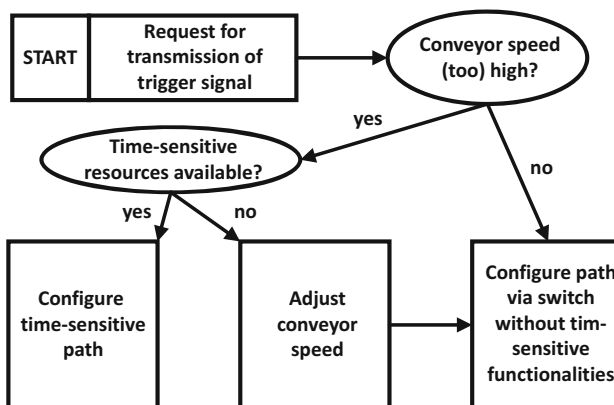 START
Request for
transmission of
trigger signal
Conveyor speed
(too) high?
yes
Time-sensitive
resources available?
no
yes
no
Configure
time-sensitive
path
Adjust
conveyor
speed
Configure path
via switch
without tim-
sensitive
functionalities